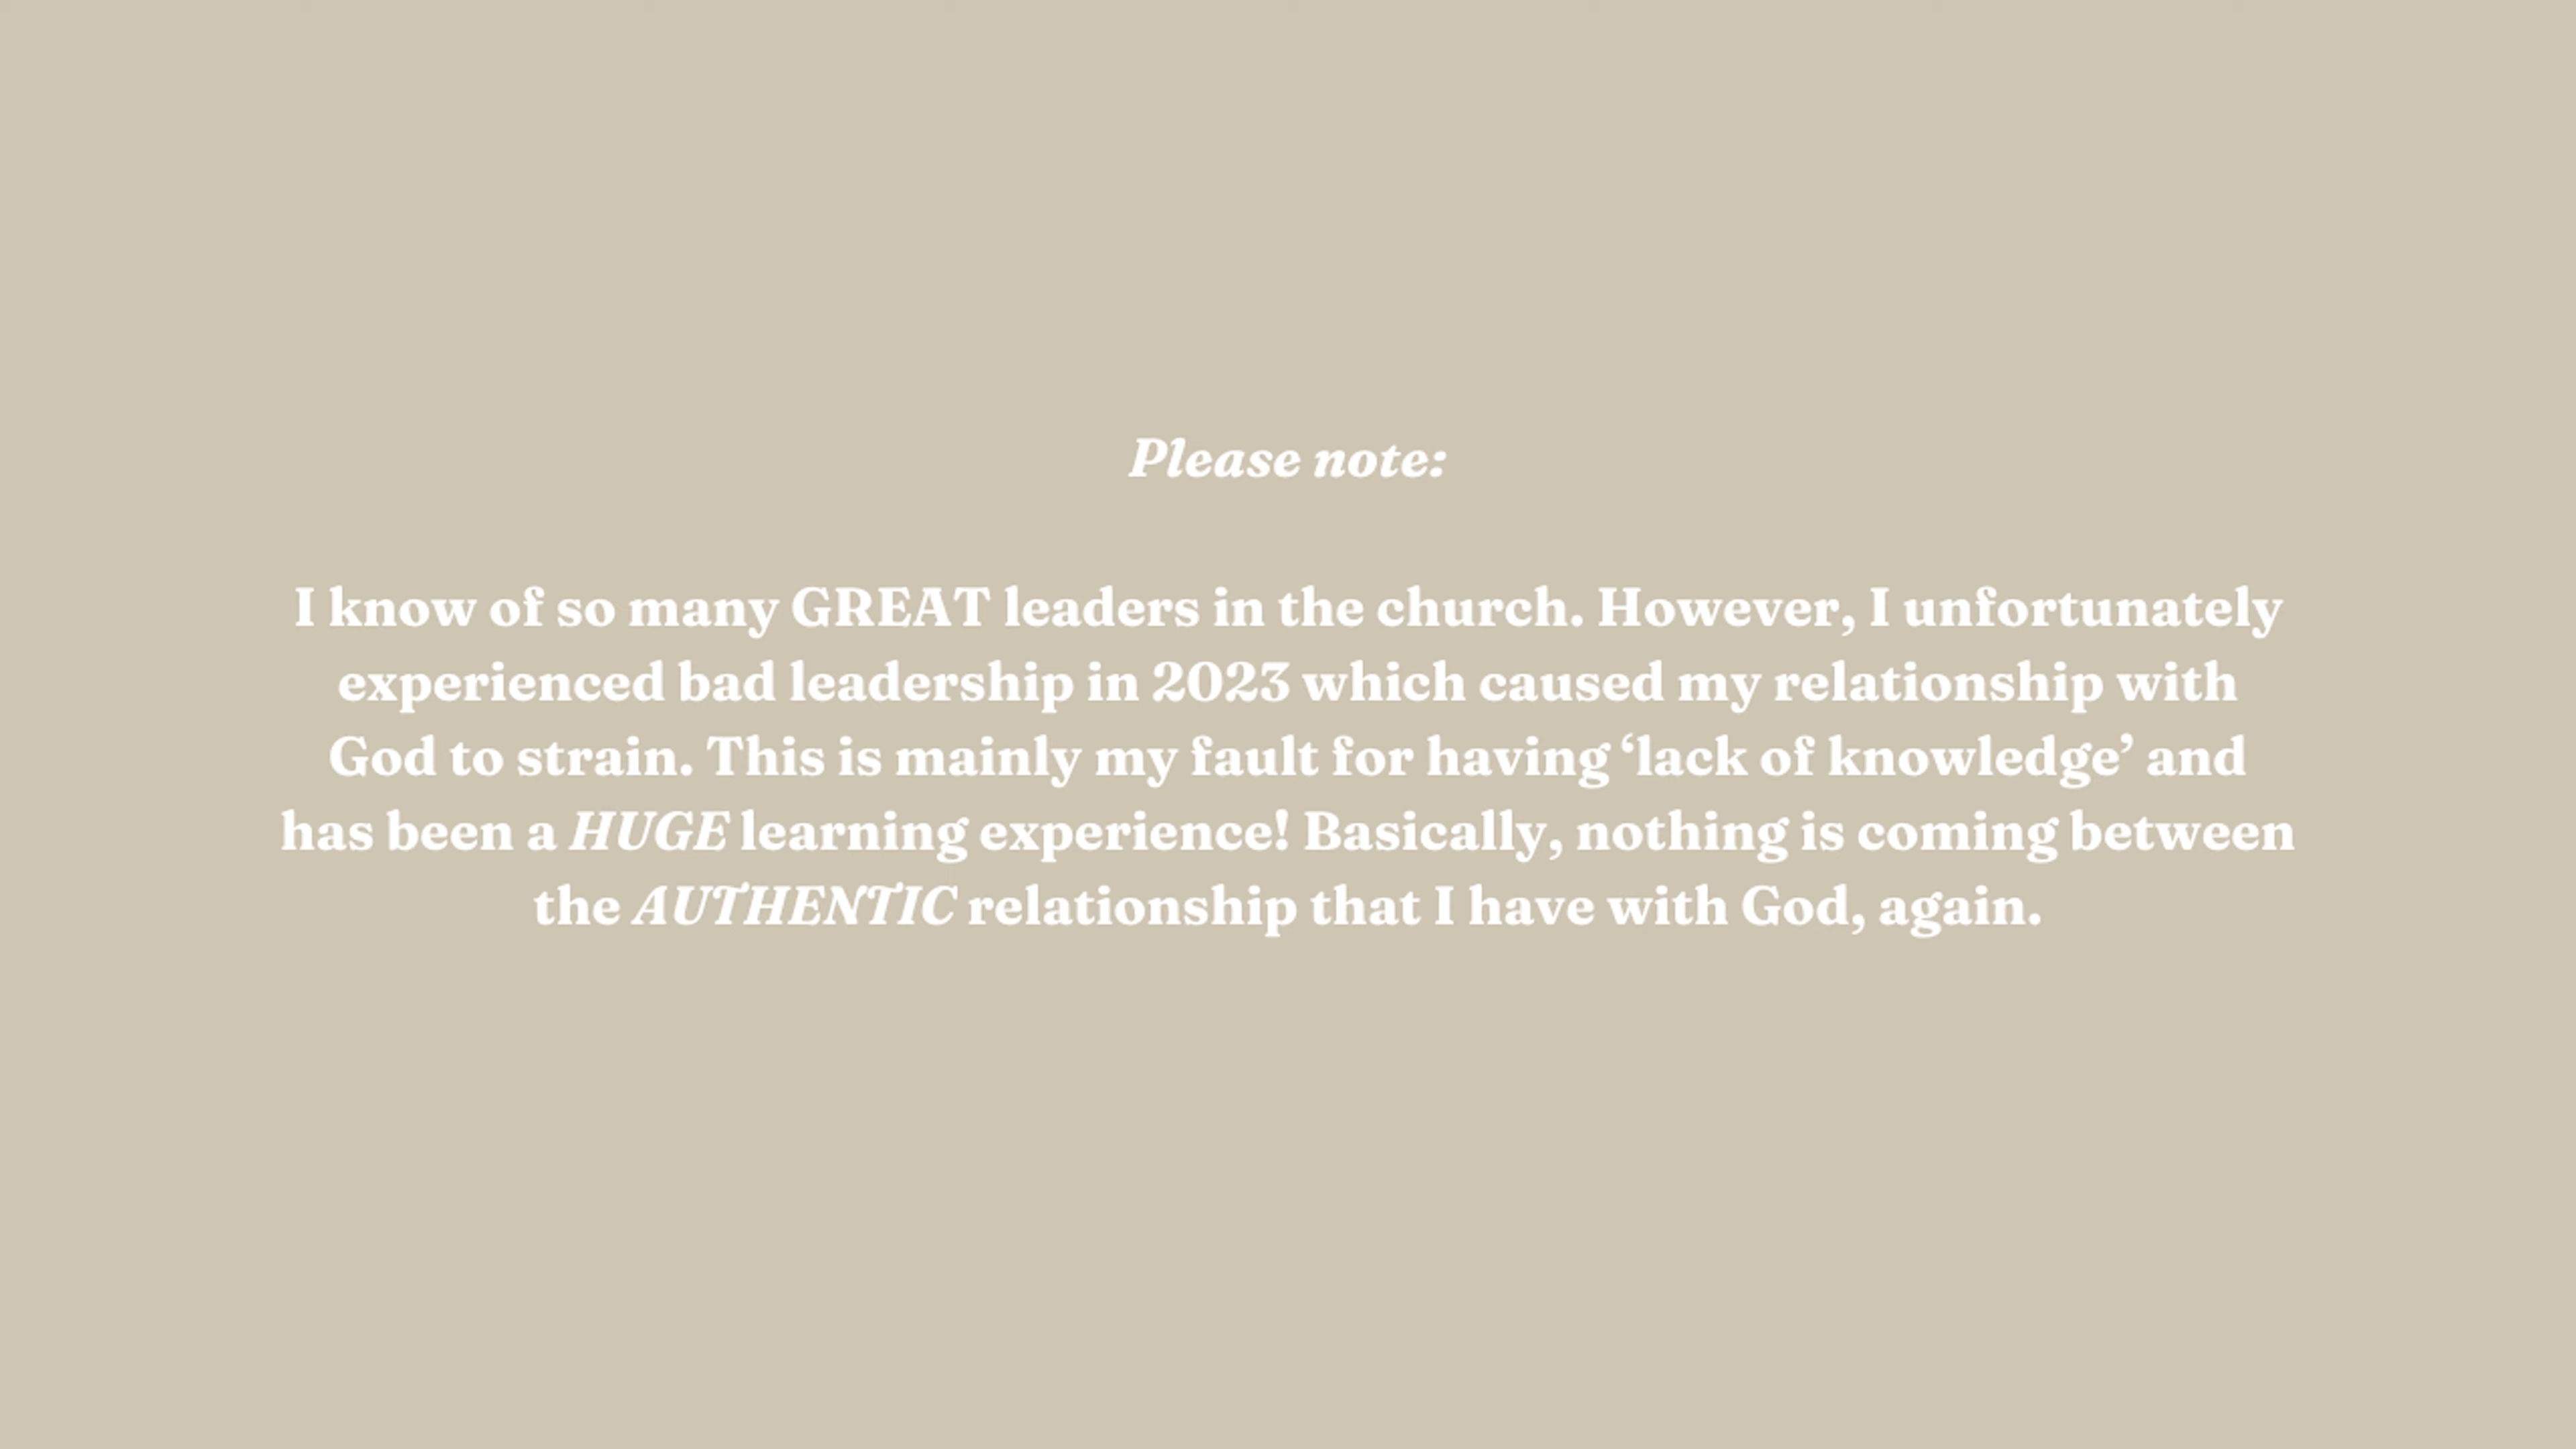 Please note:
I know of so many GREAT leaders in the church. However, I unfortunately
experienced bad leadership in 2023 which caused my relationship with
God to strain. This is mainly my fault for having ‘lack of knowledge’ and
has been a HUGE learning experience! Basically, nothing is coming between
the AUTHENTIC relationship that I have with God, again.